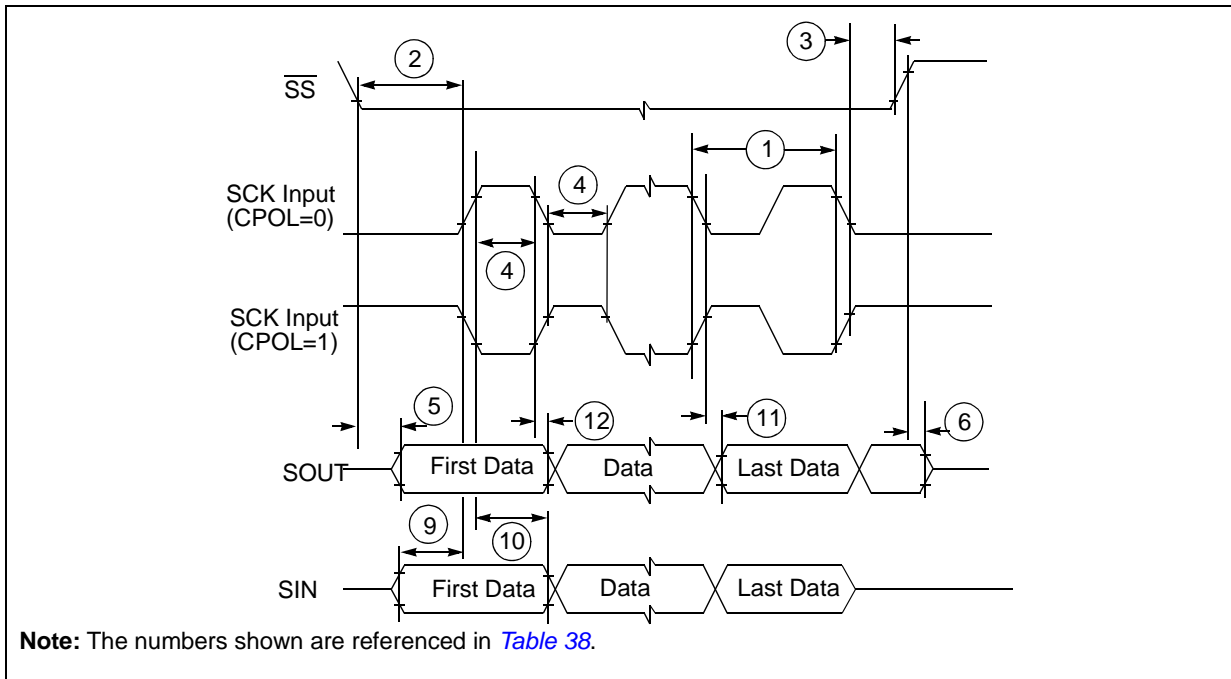 3
2
SS
1
SCK Input
(CPOL=0)
4
4
SCK Input
(CPOL=1)
5
12
11
6
SOUT
First Data
Data
Last Data
9
10
SIN
First Data
Data
Last Data
Note: The numbers shown are referenced in Table 38.